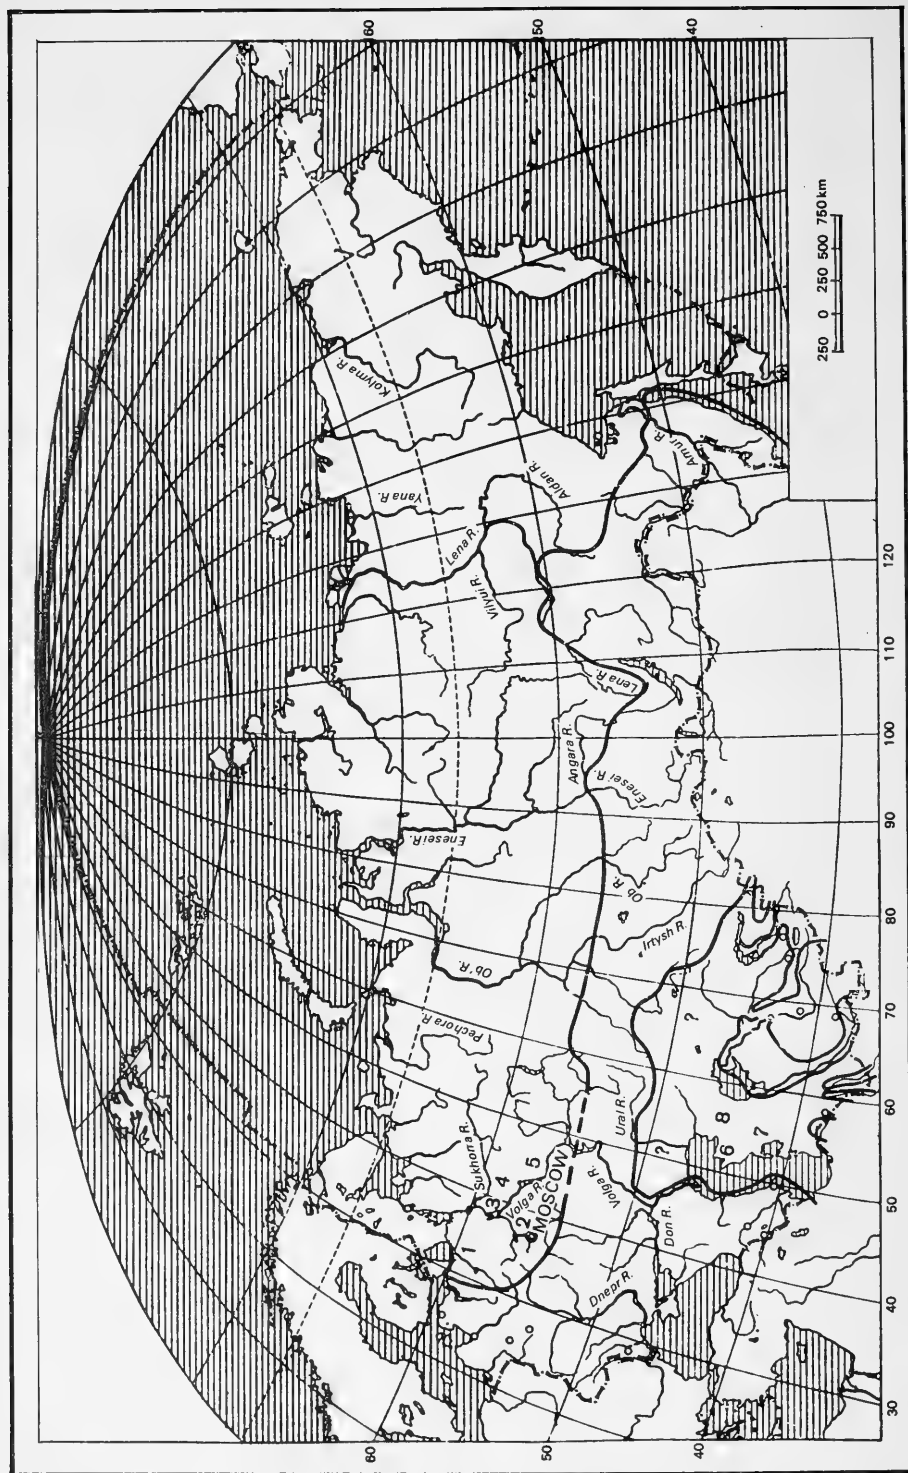 60
50
40
250 0 250 500 750 km
Kolyma R.
Yana R.
Lena R.
Aldan R.
Amur R.
Vilyui R.
Lena R.
Angara R.
Enesei R.
Enesei R.
Ob R.
Ob' R.
Irtysh R.
Pechora R.
?
Ural R.
Sukhona R.
8
6
7
?
5
4
3
Volga R.
2
MOSCOW
Volga R.
Don R.
1
Dnepr R.
60
50
40
30
40
50
60
70
80
90
100
110
120